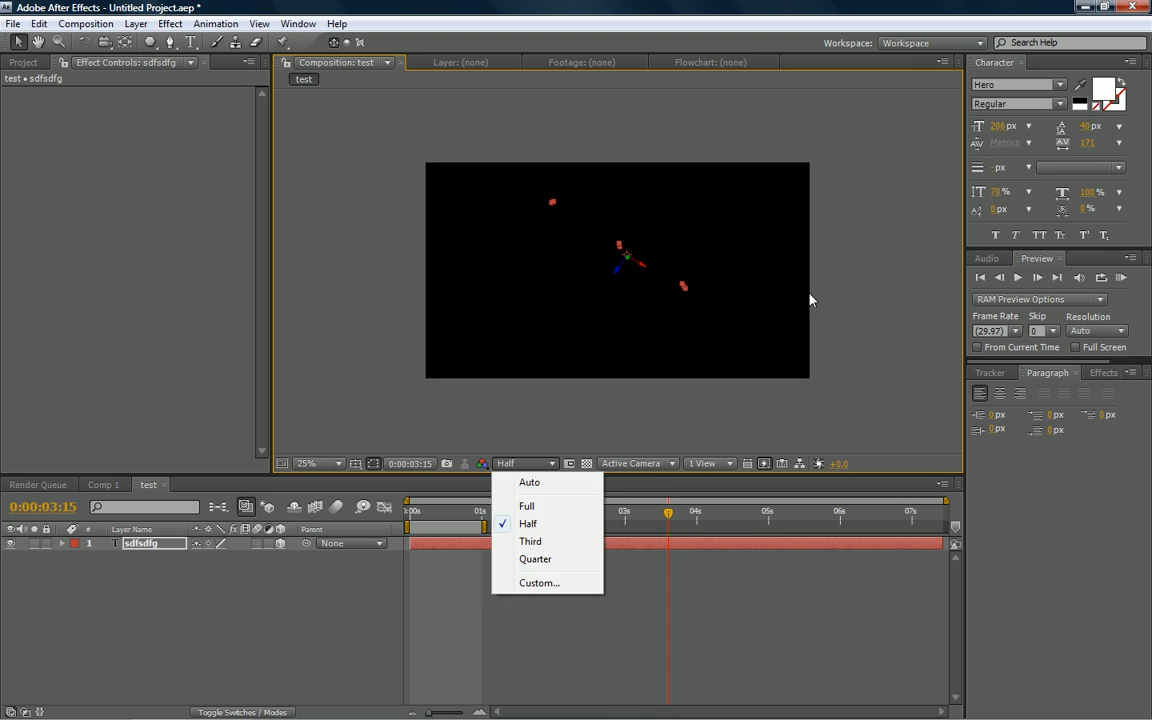 Ae Adobe After Effects - Untitled Project.aep *
File Edit Composition Layer Effect Animation View Window Help
Workspace: Workspace Search Help
Project Effect Controls: sdfsdfg Composition: test Layer: (none) Footage: (none) Flowchart: (none) Character
test • sdfsdfg
test
Hero
Regular
206 px 40 px
Metrics 171
- px
70 % 100 %
0 px 0 %
T T TT Tт T¹ T₁
Audio Preview
RAM Preview Options
Frame Rate Skip Resolution
(29.97) 0 Auto
From Current Time Full Screen
Tracker Paragraph Effects
0 px 0 px 0 px
0 px 0 px
25% 0:00:03:15 Half Active Camera 1 View +0.0
Auto
Full
Half
Third
Quarter
Custom...
Render Queue Comp 1 test
0:00:03:15
:00s 01s 03s 04s 05s 06s 07s
# Layer Name Parent
1 T sdfsdfg None
Toggle Switches / Modes